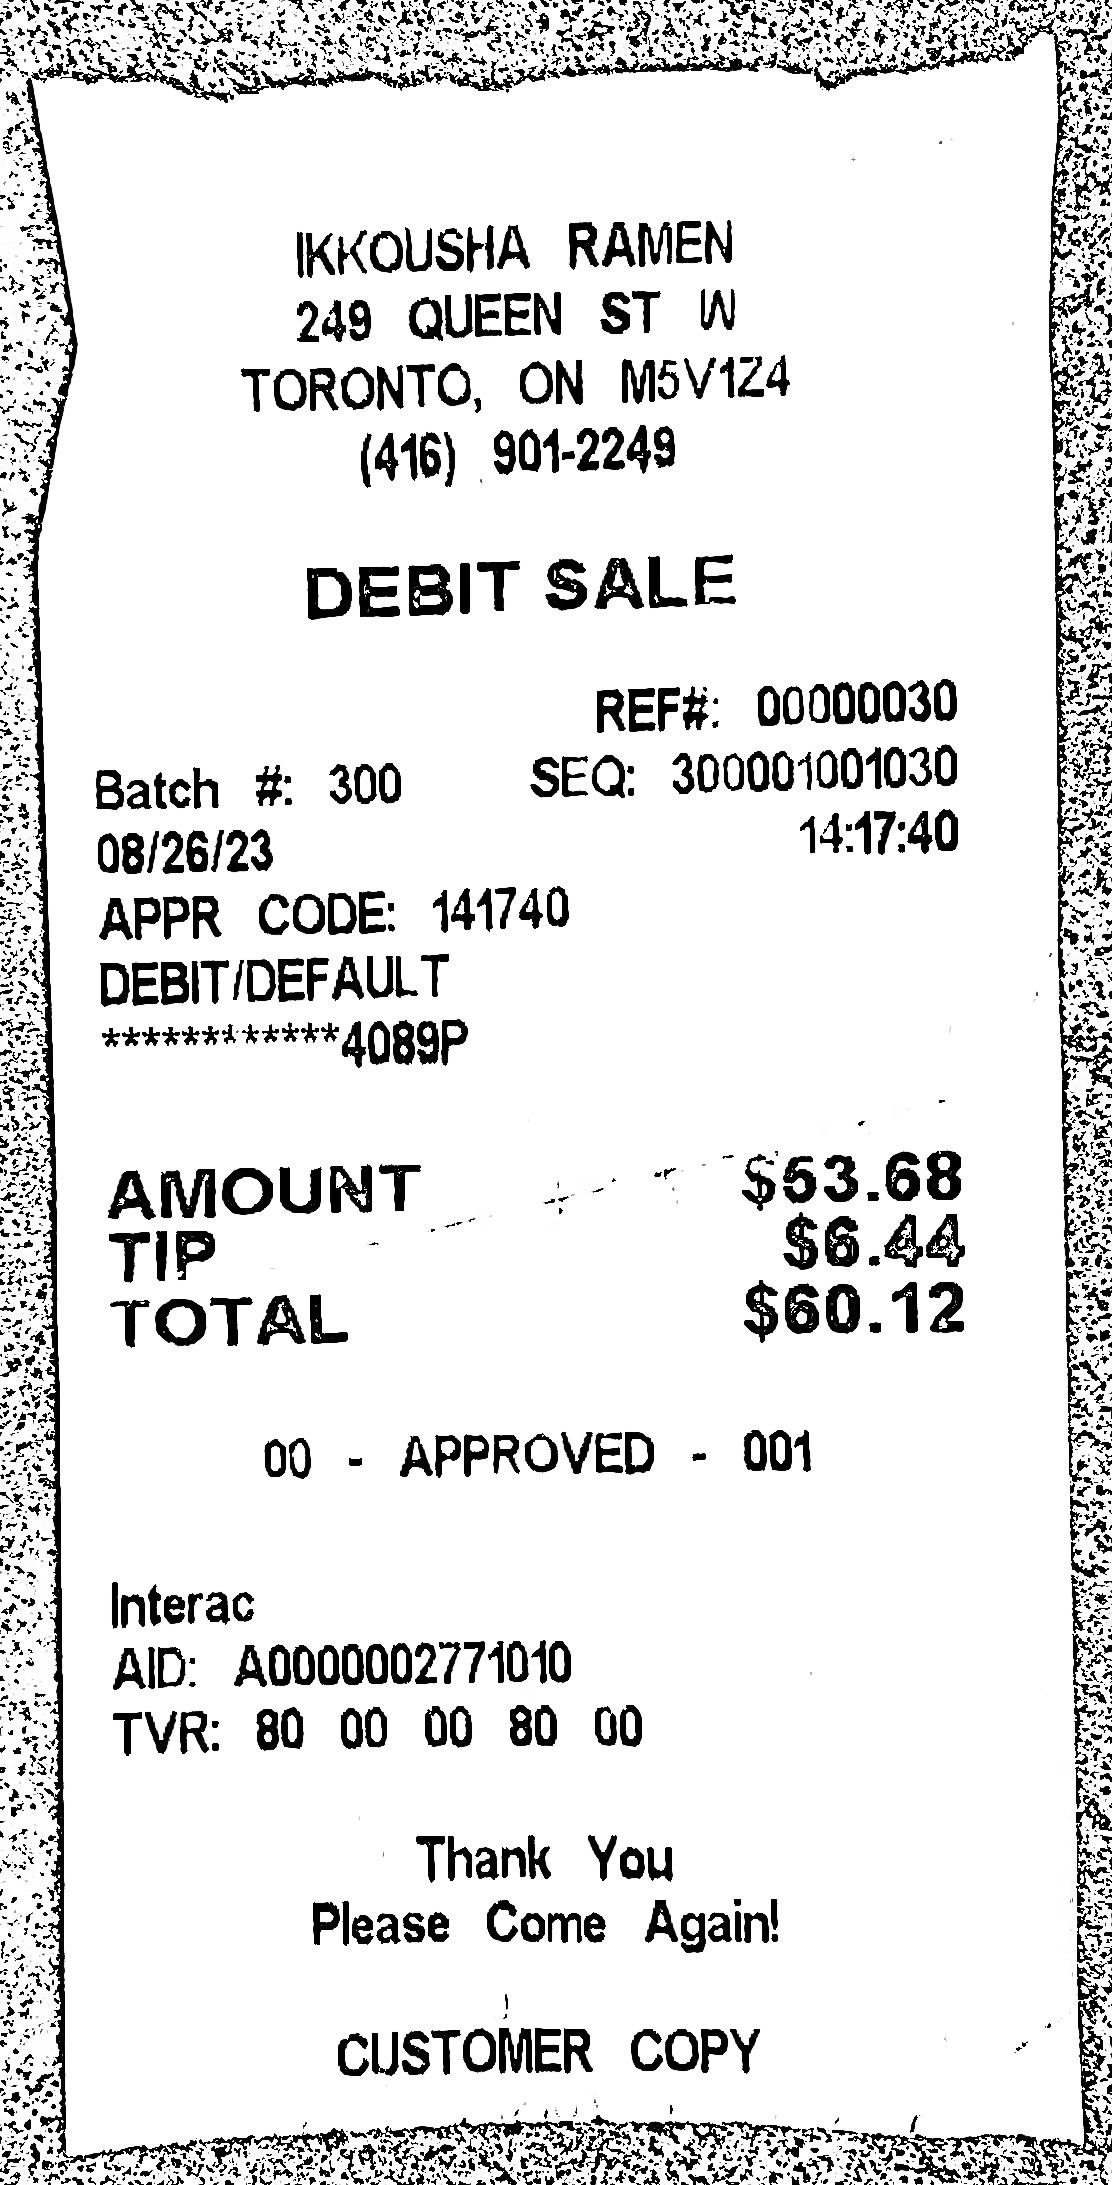 IKKOUSHA RAMEN
249 QUEEN ST W
TORONTO, ON M5V1Z4
(416) 901-2249
DEBIT SALE
REF#: 00000030
Batch #: 300 SEQ: 300001001030
08/26/23 14:17:40
APPR CODE: 141740
DEBIT/DEFAULT
************4089P
AMOUNT $53.68
TIP $6.44
TOTAL $60.12
00 - APPROVED - 001
Interac
AID: A0000002771010
TVR: 80 00 00 80 00
Thank You
Please Come Again!
CUSTOMER COPY